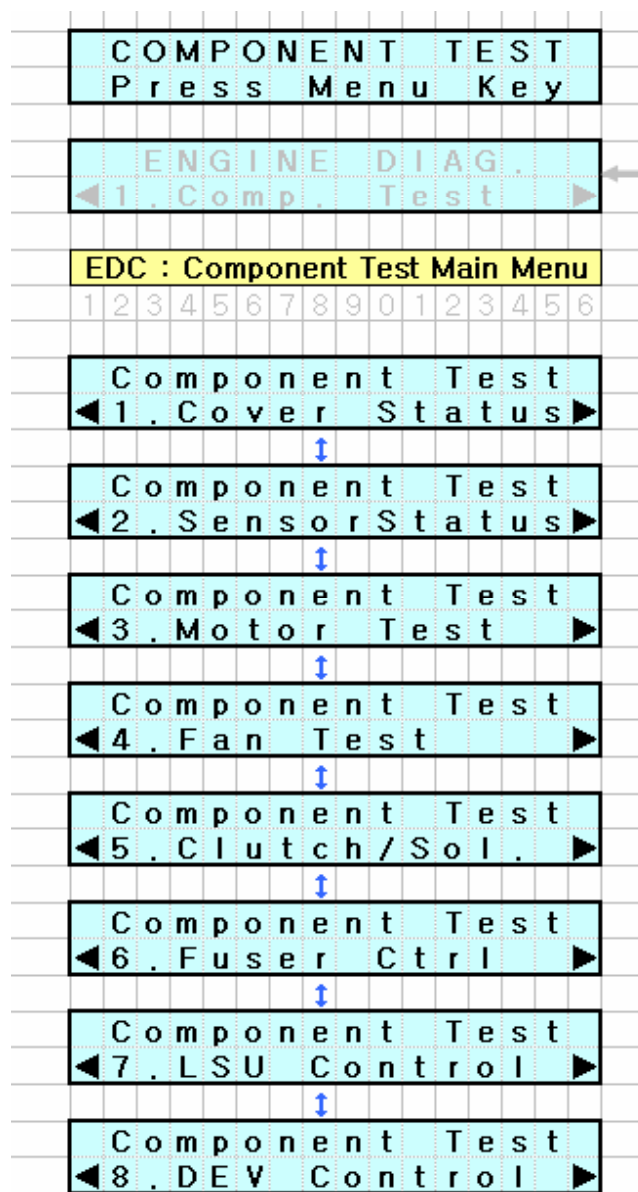 COMPONENT TEST
Press Menu Key
ENGINE DIAG.
◀1.Comp. Test ▶
EDC : Component Test Main Menu
1234567890123456
Component Test
◀1.Cover Status▶
Component Test
◀2.SensorStatus▶
Component Test
◀3.Motor Test ▶
Component Test
◀4.Fan Test ▶
Component Test
◀5.Clutch/Sol. ▶
Component Test
◀6.Fuser Ctrl ▶
Component Test
◀7.LSU Control ▶
Component Test
◀8.DEV Control ▶